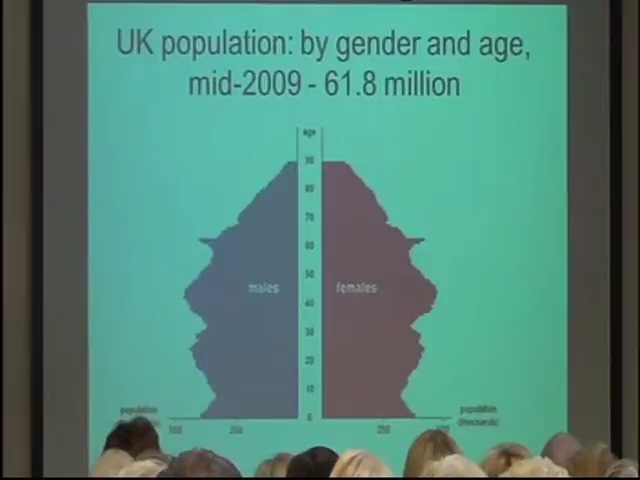 UK population: by gender and age,
mid-2009 - 61.8 million
age
90
80
70
60
males
50
females
40
30
20
10
0
population
population
(thousands)
250
250